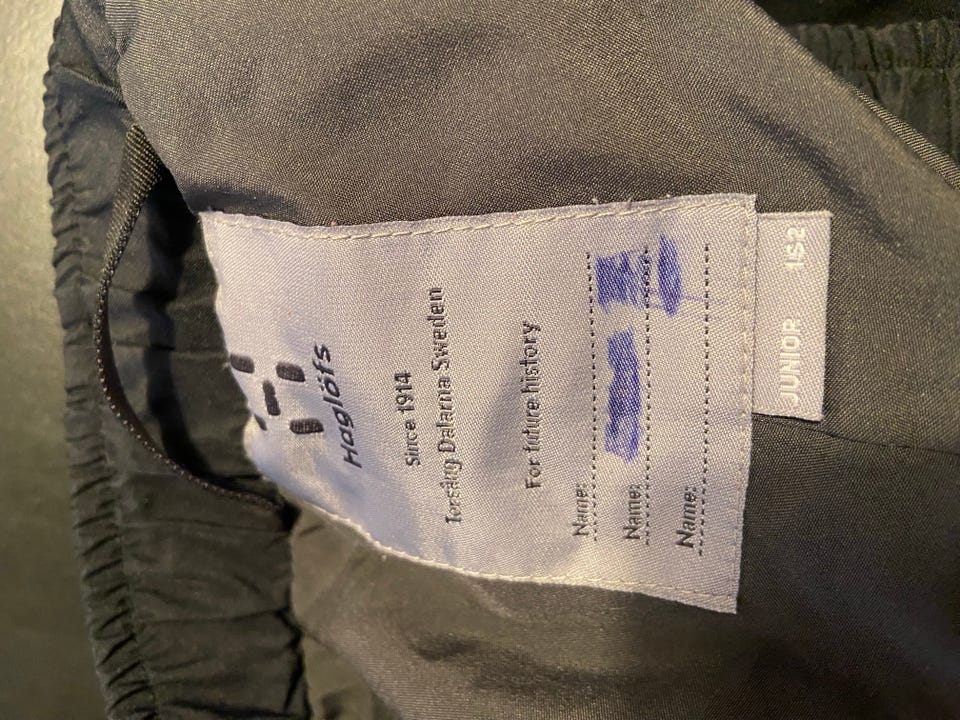 Haglöfs
Since 1914
Torsång Dalarna Sweden
For future history
Name:
Name:
Name:
JUNIOR 152